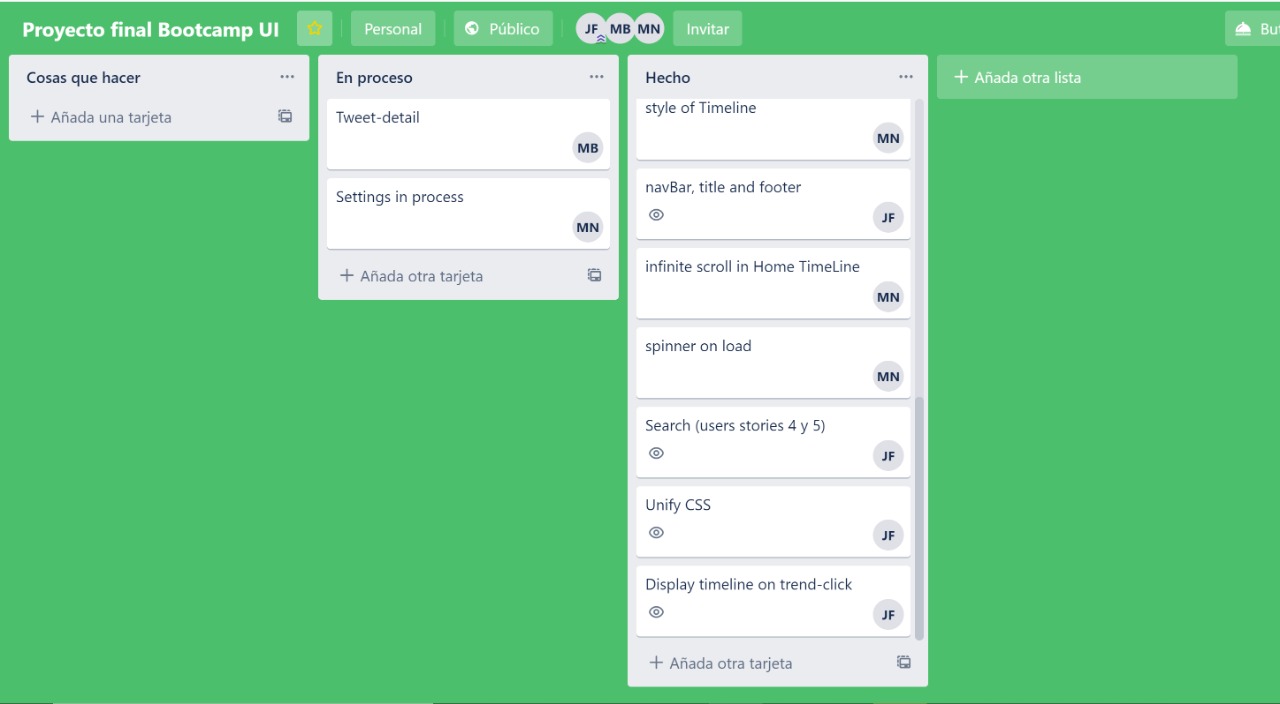 Proyecto final Bootcamp UI
Personal
Público
JF MB MN
Invitar
Cosas que hacer
Añada una tarjeta
En proceso
Tweet-detail
MB
Settings in process
MN
Añada otra tarjeta
Hecho
style of Timeline
MN
navBar, title and footer
JF
infinite scroll in Home TimeLine
MN
spinner on load
MN
Search (users stories 4 y 5)
JF
Unify CSS
JF
Display timeline on trend-click
JF
Añada otra tarjeta
Añada otra lista